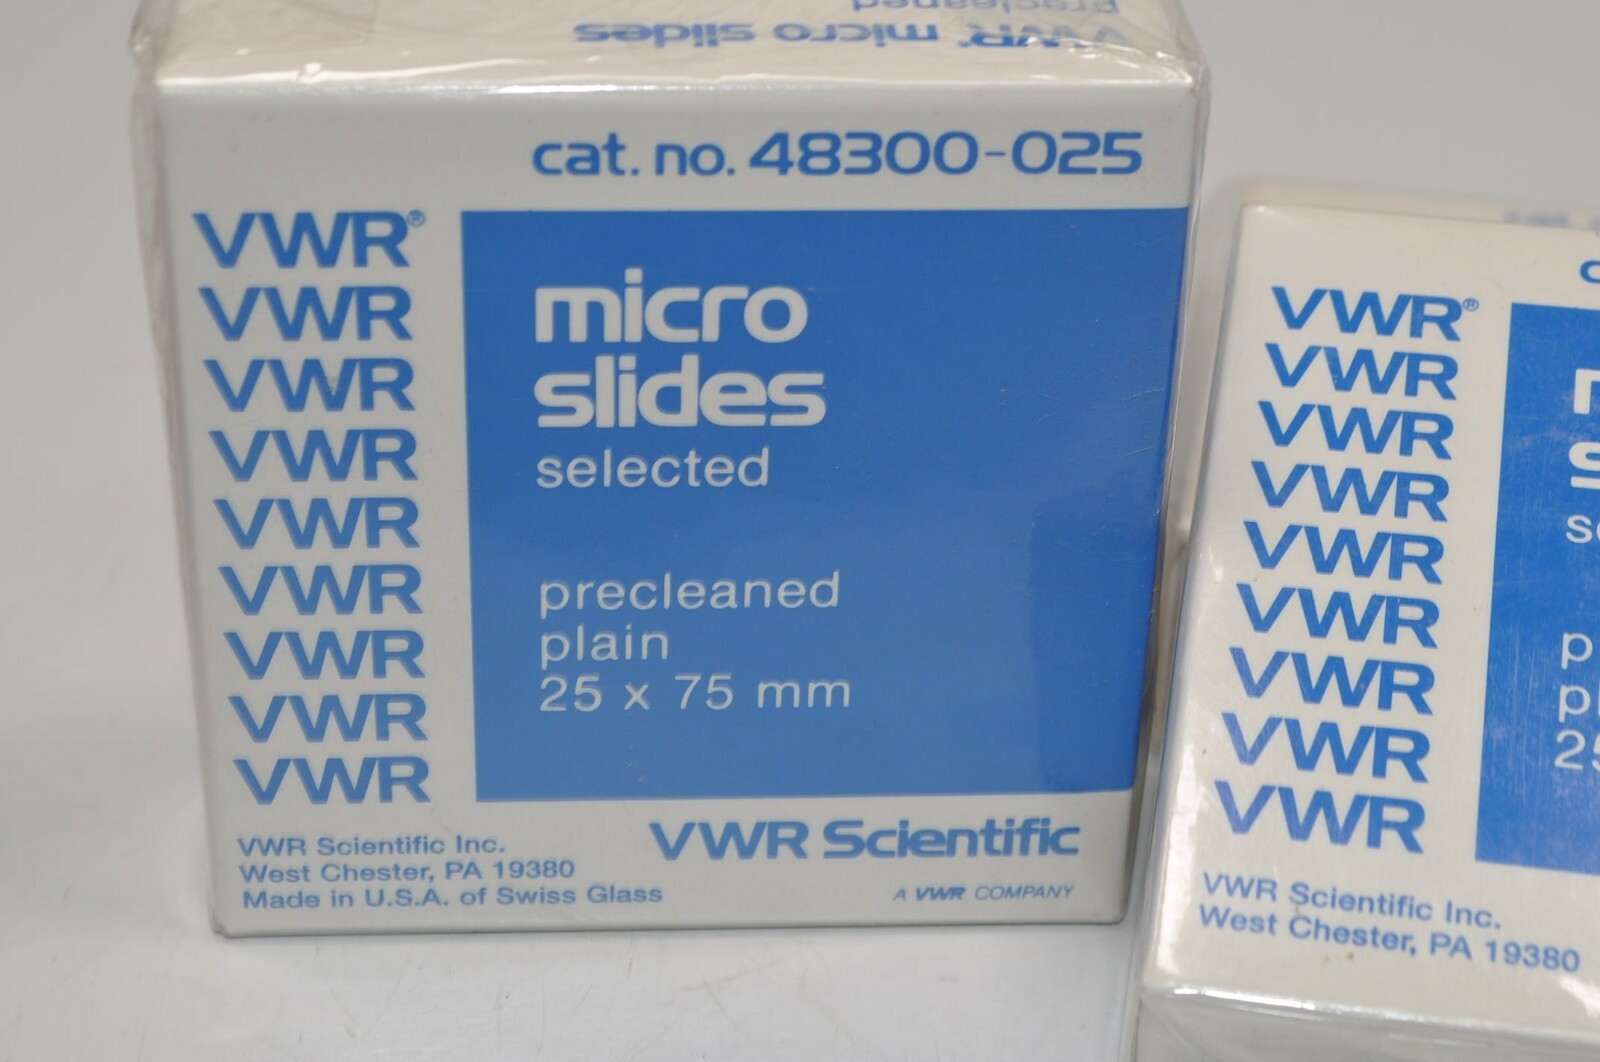 precleaned
VWR® micro slides
cat. no. 48300-025
VWR®
VWR
VWR
VWR
VWR
VWR
VWR
VWR
VWR
micro
slides
selected
precleaned
plain
25 x 75 mm
VWR Scientific Inc.
West Chester, PA 19380
Made in U.S.A. of Swiss Glass
VWR Scientific
A VWR COMPANY
VWR®
VWR
VWR
VWR
VWR
VWR
VWR
VWR
VWR
VWR Scientific Inc.
West Chester, PA 19380